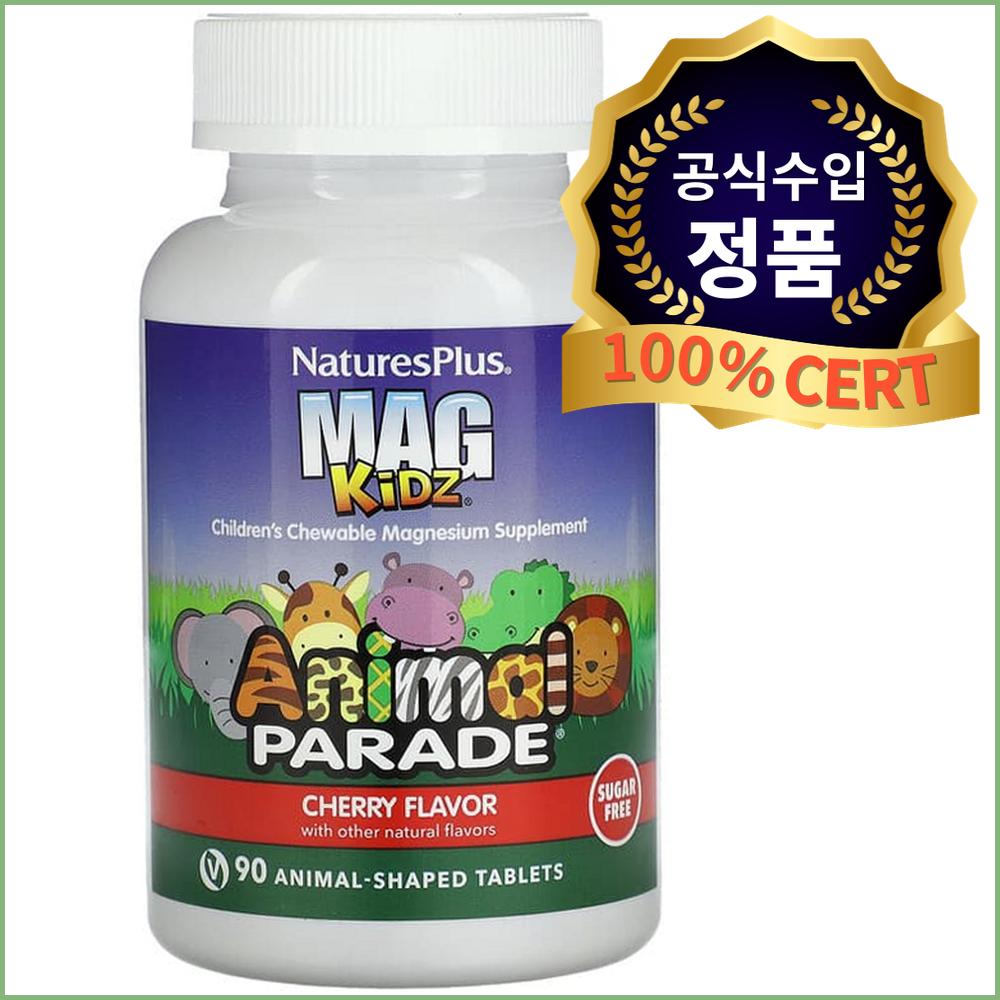 공식수입
정품
100% CERT
NaturesPlus®
MAG
KiDZ®
Children's Chewable Magnesium Supplement
Animal
PARADE®
CHERRY FLAVOR
with other natural flavors
SUGAR
FREE
V 90 ANIMAL-SHAPED TABLETS